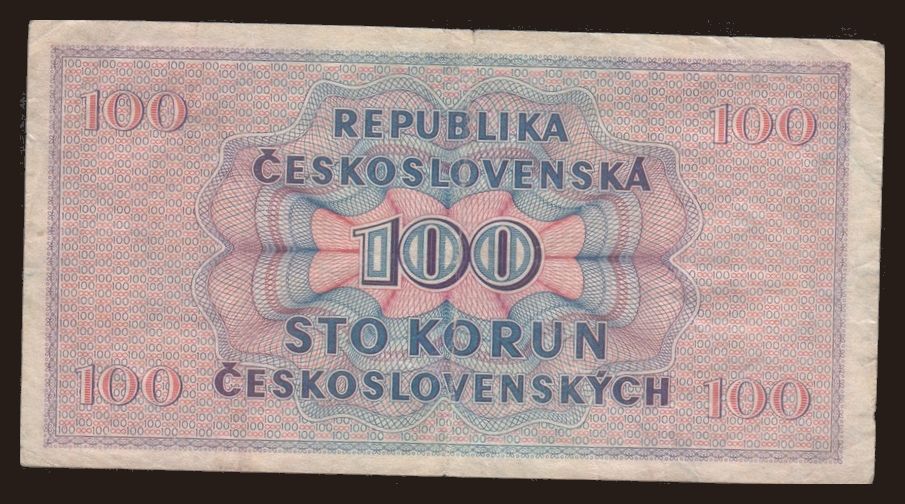 100 100
REPUBLIKA
ČESKOSLOVENSKÁ
100
STO KORUN
ČESKOSLOVENSKÝCH
100 100